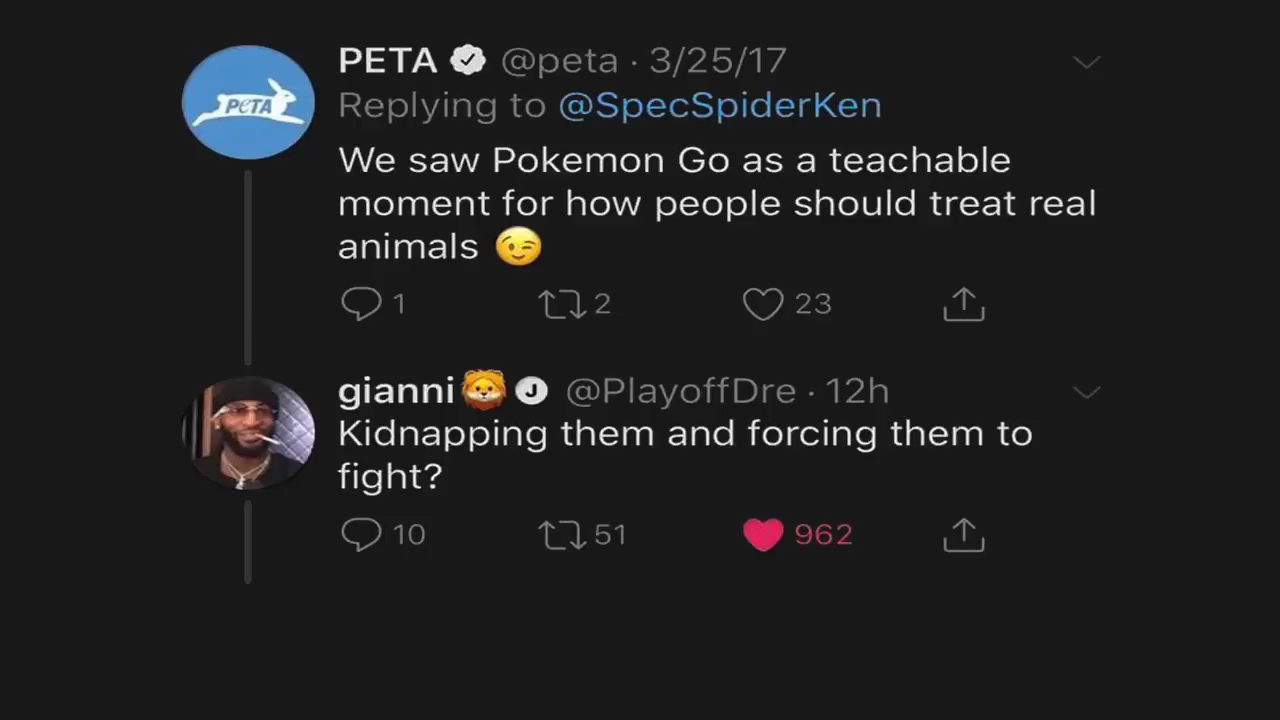 PETA @peta · 3/25/17
Replying to @SpecSpiderKen
PETA
We saw Pokemon Go as a teachable
moment for how people should treat real
animals 😉
1 2 23
gianni🦁 J @PlayoffDre · 12h
Kidnapping them and forcing them to
fight?
10 51 962